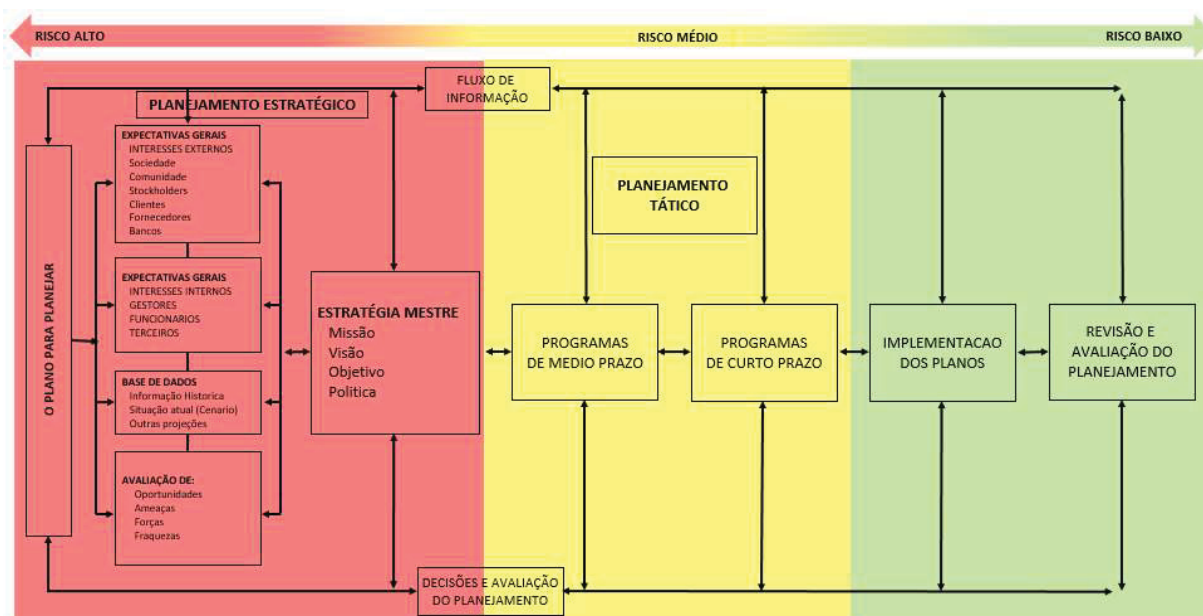 RISCO ALTO
RISCO MÉDIO
RISCO BAIXO
FLUXO DE
INFORMAÇÃO
PLANEJAMENTO ESTRATÉGICO
O PLANO PARA PLANEJAR
EXPECTATIVAS GERAIS
INTERESSES EXTERNOS
Sociedade
Comunidade
Stockholders
Clientes
Fornecedores
Bancos
EXPECTATIVAS GERAIS
INTERESSES INTERNOS
GESTORES
FUNCIONARIOS
TERCEIROS
BASE DE DADOS
Informação Historica
Situação atual (Cenario)
Outras projeções
AVALIAÇÃO DE:
Oportunidades
Ameaças
Forças
Fraquezas
ESTRATÉGIA MESTRE
Missão
Visão
Objetivo
Politica
PLANEJAMENTO
TÁTICO
PROGRAMAS
DE MEDIO PRAZO
PROGRAMAS
DE CURTO PRAZO
IMPLEMENTACAO
DOS PLANOS
REVISÃO E
AVALIAÇÃO DO
PLANEJAMENTO
DECISÕES E AVALIAÇÃO
DO PLANEJAMENTO